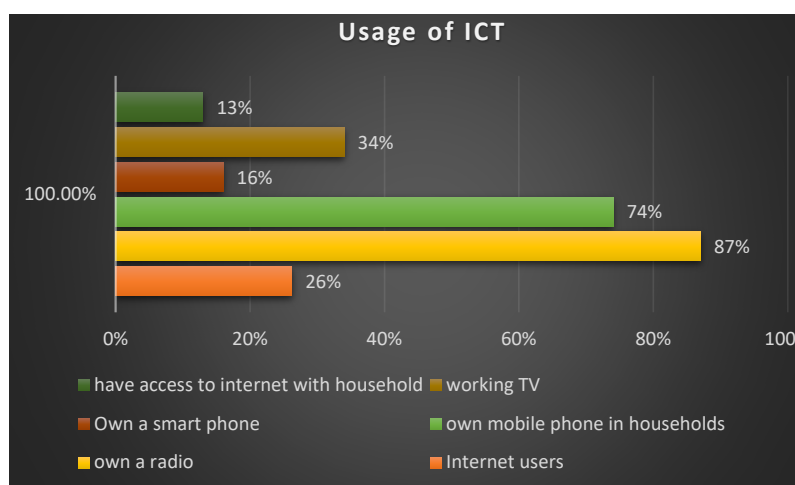 Usage of ICT
13%
34%
16%
100.00%
74%
87%
26%
0% 20% 40% 60% 80% 100
have access to internet with household working TV
Own a smart phone own mobile phone in households
own a radio Internet users